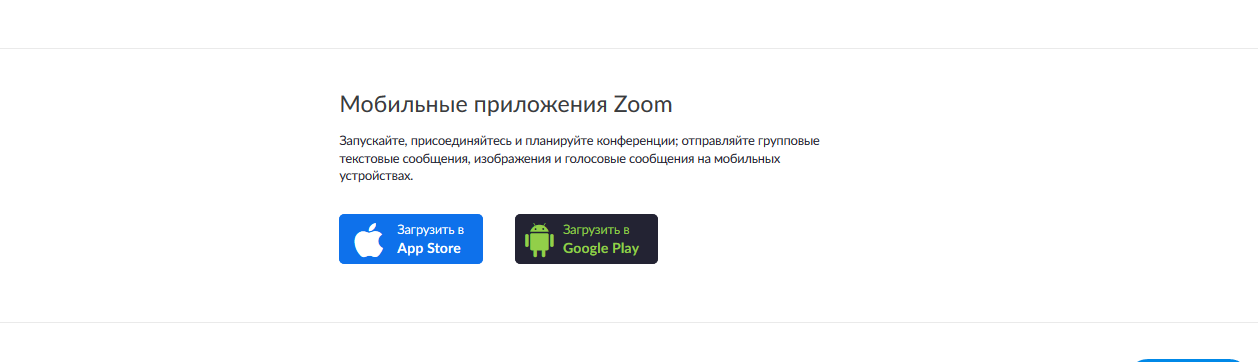 Мобильные приложения Zoom
Запускайте, присоединяйтесь и планируйте конференции; отправляйте групповые
текстовые сообщения, изображения и голосовые сообщения на мобильных
устройствах.
Загрузить в
App Store
Загрузить в
Google Play